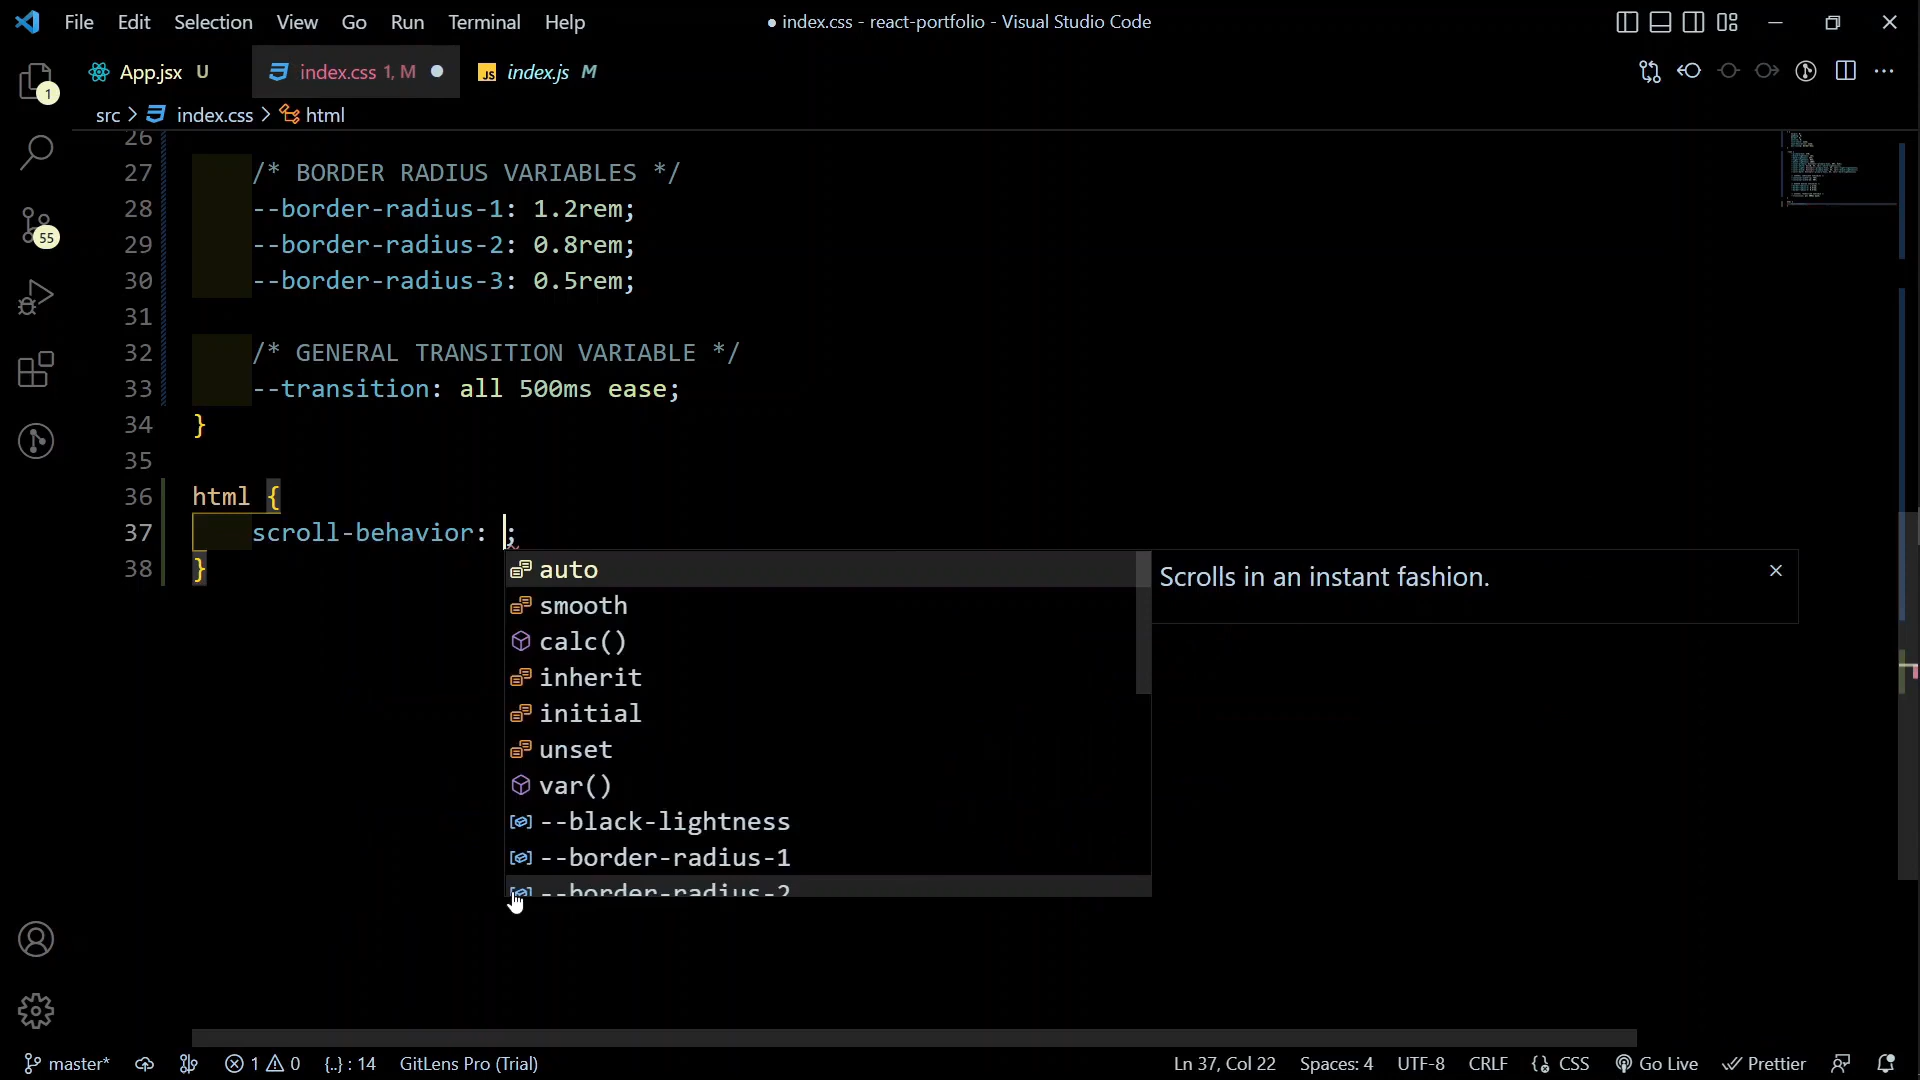 File Edit Selection View Go Run Terminal Help
● index.css - react-portfolio - Visual Studio Code
App.jsx U
index.css 1, M ●
JS index.js M
src > index.css > html
1
55
26
27 /* BORDER RADIUS VARIABLES */
28 --border-radius-1: 1.2rem;
29 --border-radius-2: 0.8rem;
30 --border-radius-3: 0.5rem;
31
32 /* GENERAL TRANSITION VARIABLE */
33 --transition: all 500ms ease;
34 }
35
36 html {
37 scroll-behavior: ;
38 }
auto
Scrolls in an instant fashion.
smooth
calc()
inherit
initial
unset
var()
--black-lightness
--border-radius-1
--border-radius-2
master* 1 0 {..} : 14 GitLens Pro (Trial) Ln 37, Col 22 Spaces: 4 UTF-8 CRLF CSS Go Live Prettier